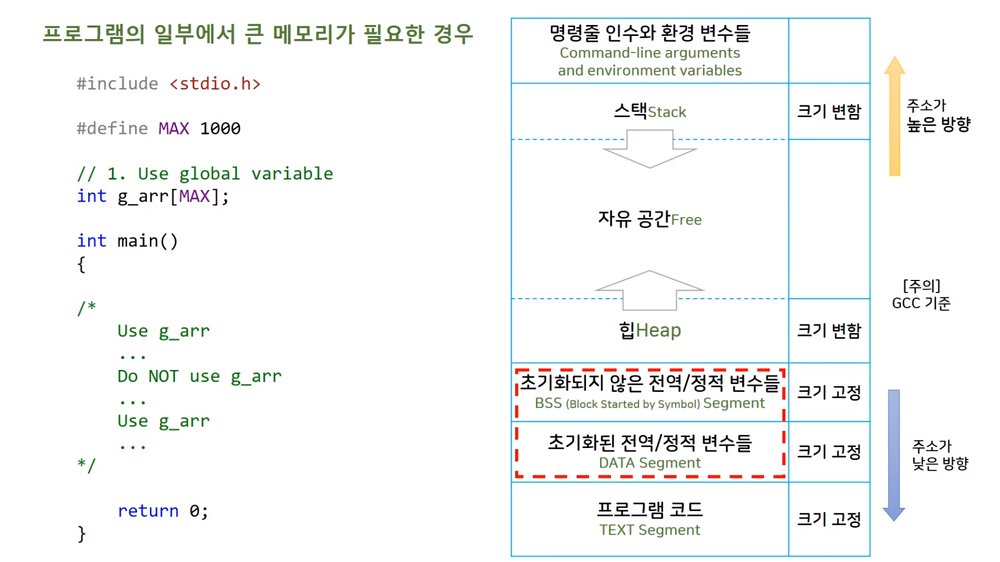 프로그램의 일부에서 큰 메모리가 필요한 경우
#include <stdio.h>
#define MAX 1000
// 1. Use global variable
int g_arr[MAX];
int main()
{
/*
Use g_arr
...
Do NOT use g_arr
...
Use g_arr
...
*/
return 0;
}
명령줄 인수와 환경 변수들
Command-line arguments
and environment variables
스택Stack
크기 변함
자유 공간Free
힙Heap
크기 변함
초기화되지 않은 전역/정적 변수들
BSS (Block Started by Symbol) Segment
크기 고정
초기화된 전역/정적 변수들
DATA Segment
크기 고정
프로그램 코드
TEXT Segment
크기 고정
주소가
높은 방향
[주의]
GCC 기준
주소가
낮은 방향